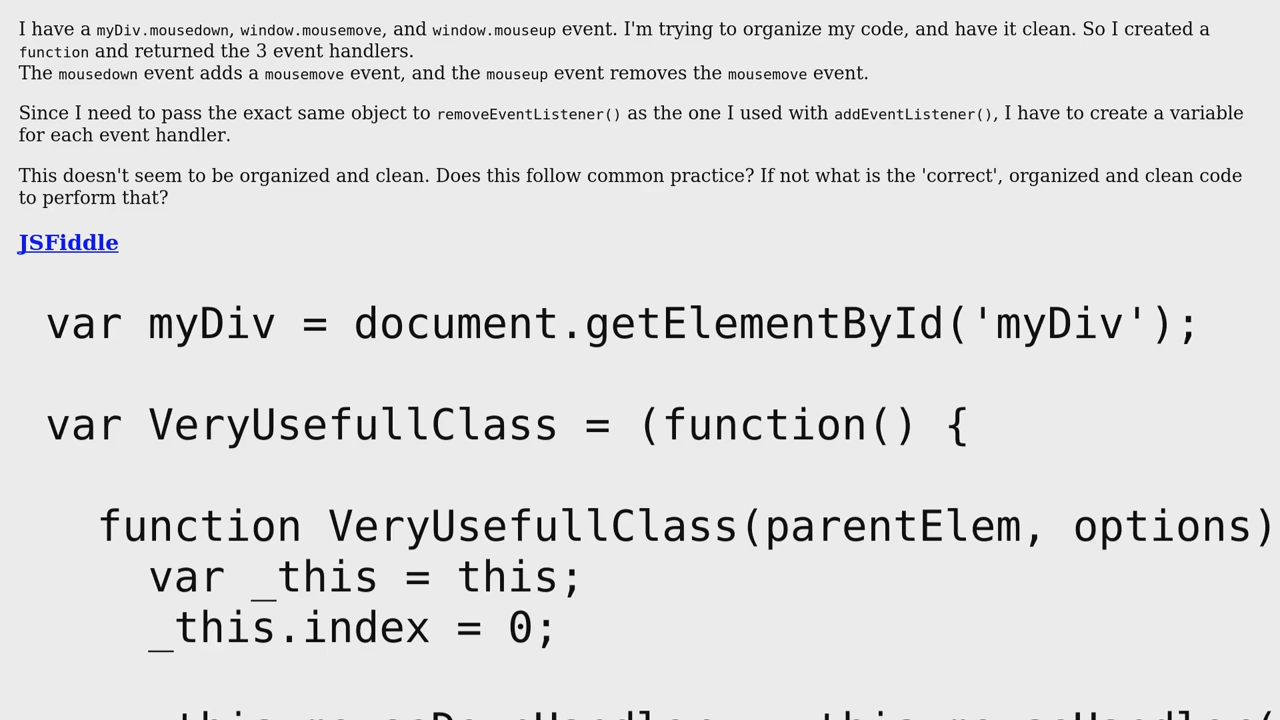 I have a myDiv.mousedown, window.mousemove, and window.mouseup event. I'm trying to organize my code, and have it clean. So I created a
function and returned the 3 event handlers.
The mousedown event adds a mousemove event, and the mouseup event removes the mousemove event.
Since I need to pass the exact same object to removeEventListener() as the one I used with addEventListener(), I have to create a variable
for each event handler.
This doesn't seem to be organized and clean. Does this follow common practice? If not what is the 'correct', organized and clean code
to perform that?
JSFiddle
var myDiv = document.getElementById('myDiv');
var VeryUsefullClass = (function() {
function VeryUsefullClass(parentElem, options)
var _this = this;
_this.index = 0;